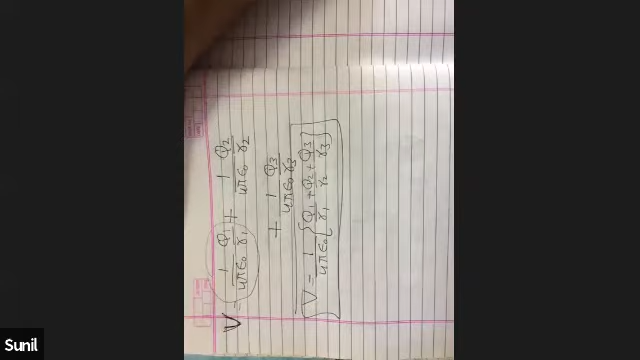 V = 1/4πε₀ Q₁/r₁ + 1/4πε₀ Q₂/r₂
+ 1/4πε₀ Q₃/r₃
V = 1/4πε₀ [Q₁/r₁ + Q₂/r₂ + Q₃/r₃]
Sunil